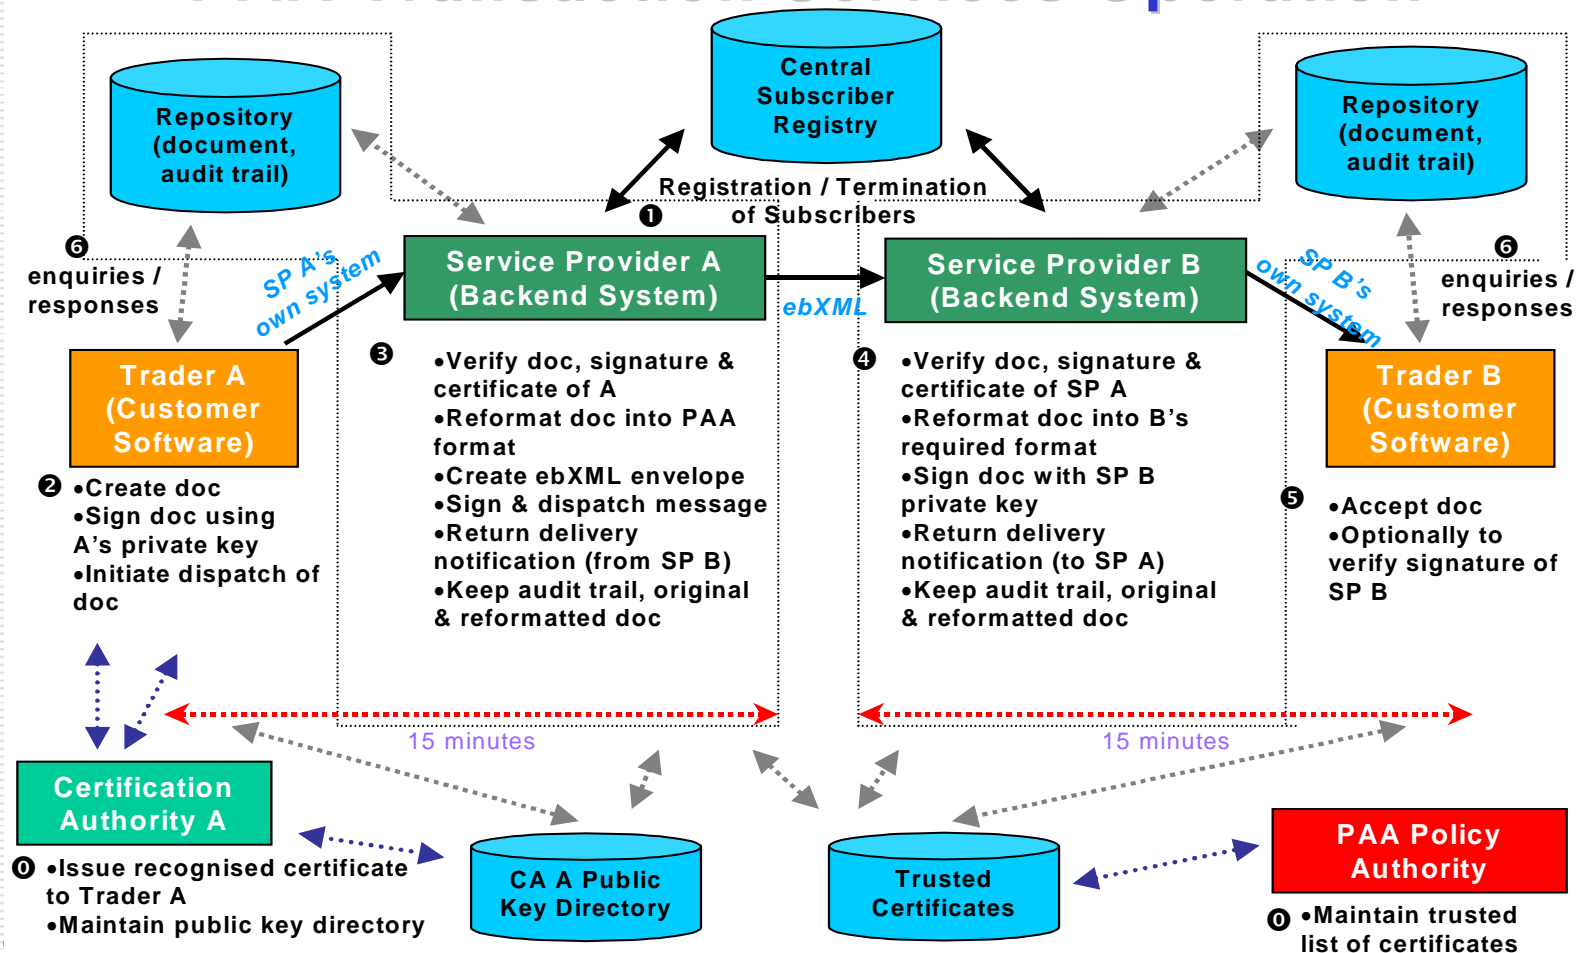 PAA Transaction Services Operation
Central
Subscriber
Registry
Repository
(document,
audit trail)
Repository
(document,
audit trail)
Registration / Termination
of Subscribers
❶
❻
enquiries /
responses
SP A's
own system
Service Provider A
(Backend System)
ebXML
Service Provider B
(Backend System)
SP B's
own system
❻
enquiries /
responses
Trader A
(Customer
Software)
❷
•Create doc
•Sign doc using
A's private key
•Initiate dispatch of
doc
❸
•Verify doc, signature &
certificate of A
•Reformat doc into PAA
format
•Create ebXML envelope
•Sign & dispatch message
•Return delivery
notification (from SP B)
•Keep audit trail, original
& reformatted doc
❹
•Verify doc, signature &
certificate of SP A
•Reformat doc into B's
required format
•Sign doc with SP B
private key
•Return delivery
notification (to SP A)
•Keep audit trail, original
& reformatted doc
Trader B
(Customer
Software)
❺
•Accept doc
•Optionally to
verify signature of
SP B
15 minutes
15 minutes
Certification
Authority A
⓿
•Issue recognised certificate
to Trader A
•Maintain public key directory
CA A Public
Key Directory
Trusted
Certificates
PAA Policy
Authority
⓿
•Maintain trusted
list of certificates